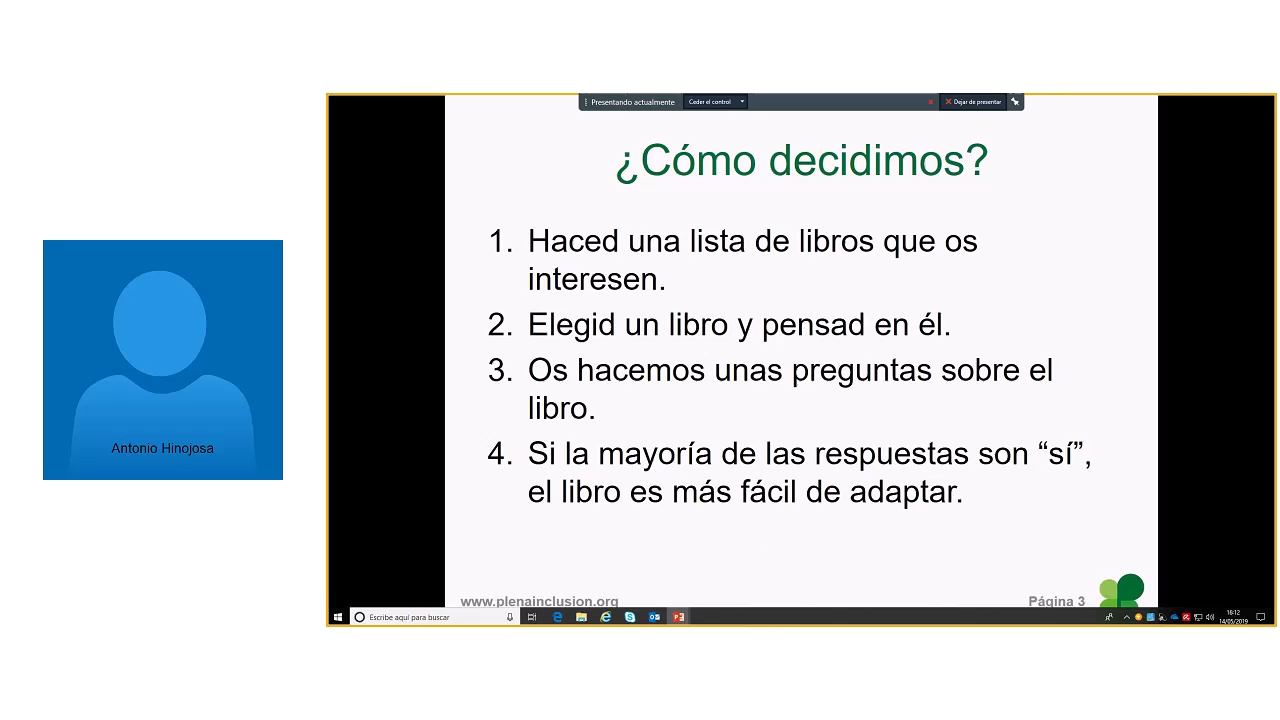 Presentando actualmente
Ceder el control
Dejar de presentar
¿Cómo decidimos?
1. Haced una lista de libros que os
interesen.
2. Elegid un libro y pensad en él.
3. Os hacemos unas preguntas sobre el
libro.
4. Si la mayoría de las respuestas son “sí”,
el libro es más fácil de adaptar.
Antonio Hinojosa
www.plenainclusion.org
Página 3
Escribe aquí para buscar
16:12
14/05/2019